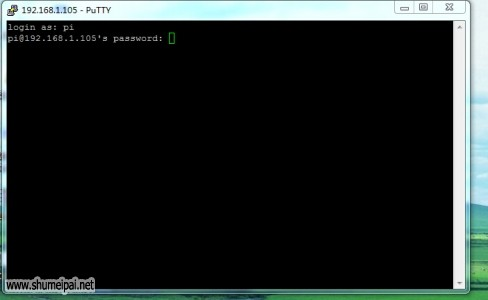 192.168.1.105 - PuTTY
login as: pi
pi@192.168.1.105's password:
www.shumeipai.net